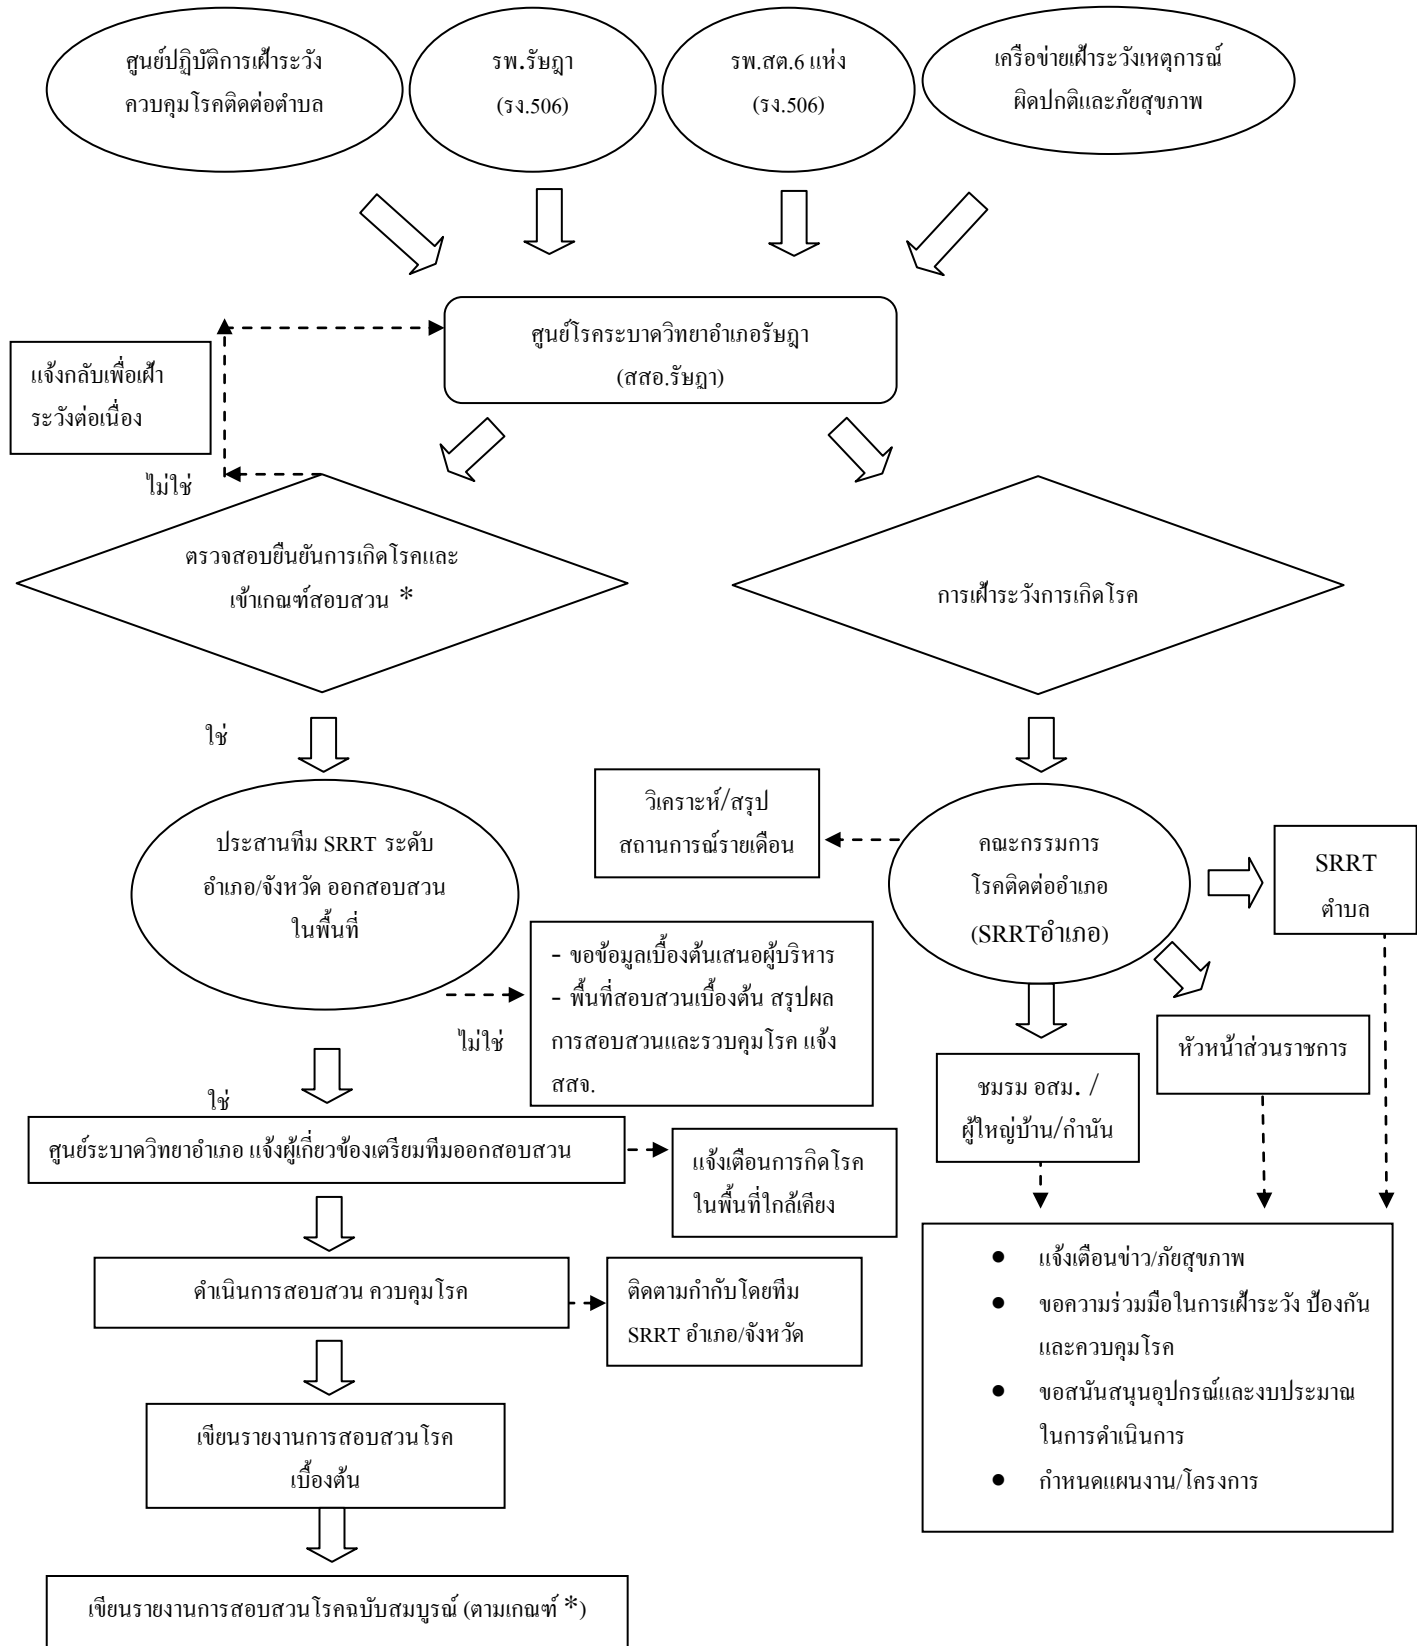 ศูนย์ปฏิบัติการเฝ้าระวัง
ควบคุมโรคติดต่อตำบล
รพ.รัษฎา
(รง.506)
รพ.สต.6 แห่ง
(รง.506)
เครือข่ายเฝ้าระวังเหตุการณ์
ผิดปกติและภัยสุขภาพ
ศูนย์โรคระบาดวิทยาอำเภอรัษฎา
(สสอ.รัษฎา)
แจ้งกลับเพื่อเฝ้า
ระวังต่อเนื่อง
ไม่ใช่
ตรวจสอบยืนยันการเกิดโรคและ
เข้าเกณฑ์สอบสวน *
การเฝ้าระวังการเกิดโรค
ใช่
ประสานทีม SRRT ระดับ
อำเภอ/จังหวัด ออกสอบสวน
ในพื้นที่
วิเคราะห์/สรุป
สถานการณ์รายเดือน
คณะกรรมการ
โรคติดต่ออำเภอ
(SRRTอำเภอ)
SRRT
ตำบล
- ขอข้อมูลเบื้องต้นเสนอผู้บริหาร
- พื้นที่สอบสวนเบื้องต้น สรุปผล
การสอบสวนและรวบคุมโรค แจ้ง
สสจ.
ไม่ใช่
หัวหน้าส่วนราชการ
ชมรม อสม. /
ผู้ใหญ่บ้าน/กำนัน
ใช่
ศูนย์ระบาดวิทยาอำเภอ แจ้งผู้เกี่ยวข้องเตรียมทีมออกสอบสวน
แจ้งเตือนการกิดโรค
ในพื้นที่ใกล้เคียง
ดำเนินการสอบสวน ควบคุมโรค
ติดตามกำกับโดยทีม
SRRT อำเภอ/จังหวัด
● แจ้งเตือนข่าว/ภัยสุขภาพ
● ขอความร่วมมือในการเฝ้าระวัง ป้องกัน
และควบคุมโรค
● ขอสนันสนุนอุปกรณ์และงบประมาณ
ในการดำเนินการ
● กำหนดแผนงาน/โครงการ
เขียนรายงานการสอบสวนโรค
เบื้องต้น
เขียนรายงานการสอบสวนโรคฉบับสมบูรณ์ (ตามเกณฑ์ *)